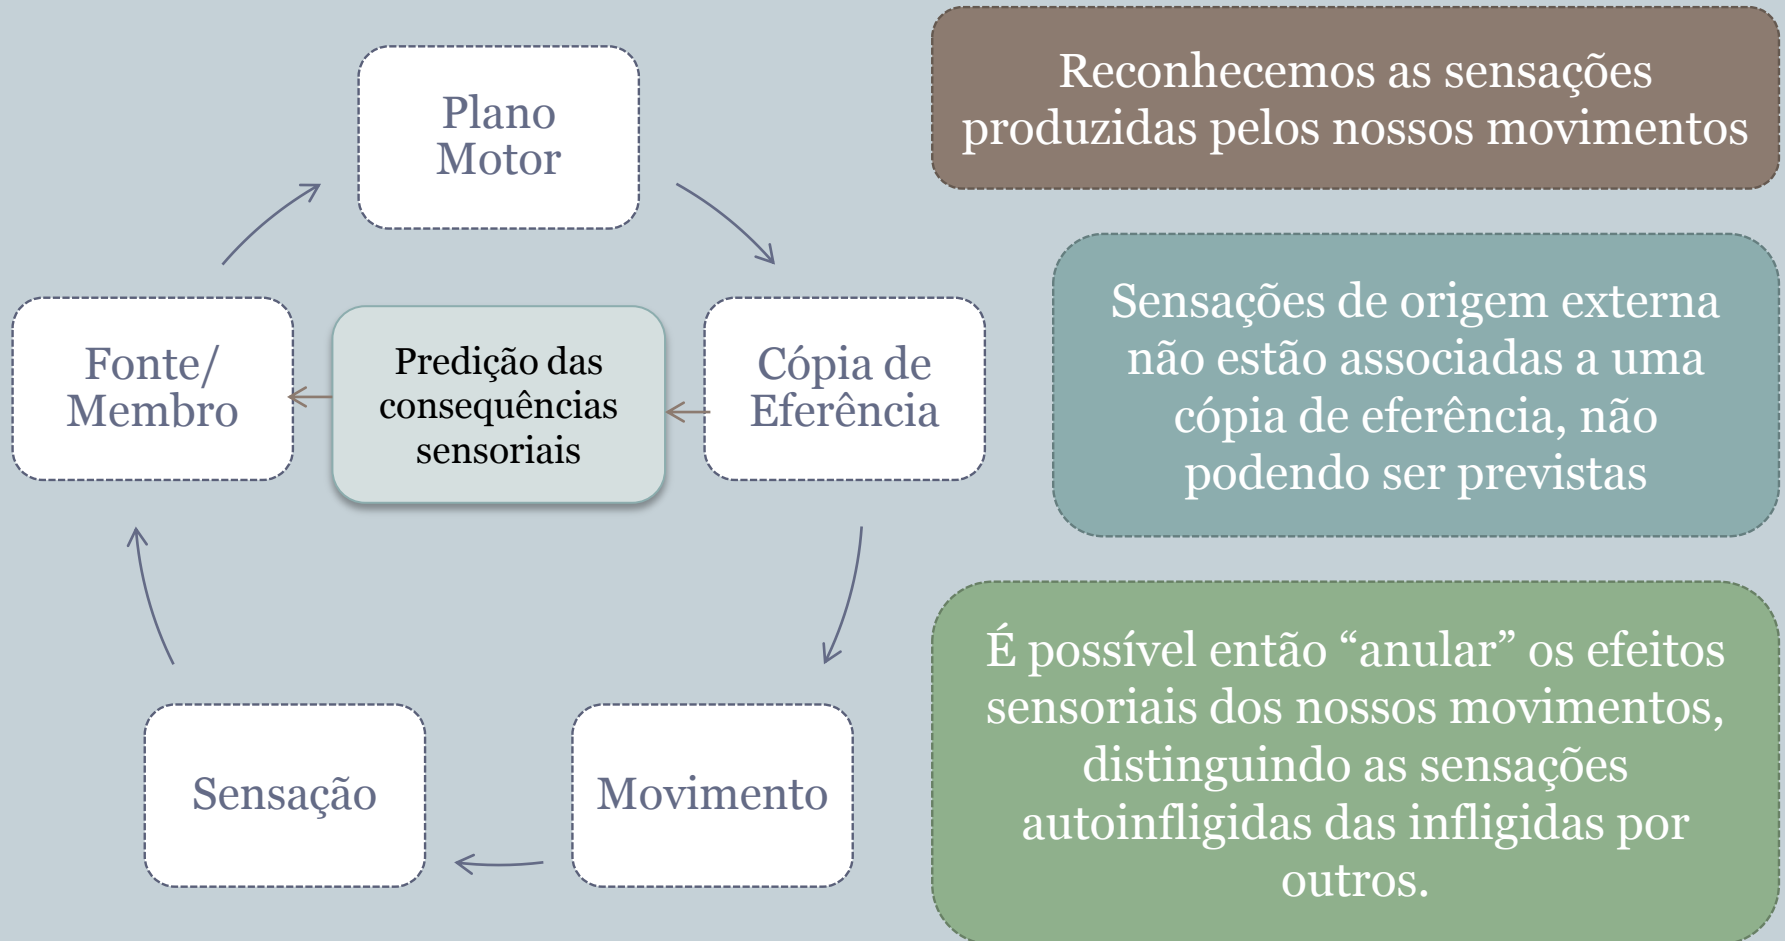 Plano
Motor
Fonte/
Membro
Predição das
consequências
sensoriais
Cópia de
Eferência
Sensação
Movimento
Reconhecemos as sensações
produzidas pelos nossos movimentos
Sensações de origem externa
não estão associadas a uma
cópia de eferência, não
podendo ser previstas
É possível então “anular” os efeitos
sensoriais dos nossos movimentos,
distinguindo as sensações
autoinfligidas das infligidas por
outros.